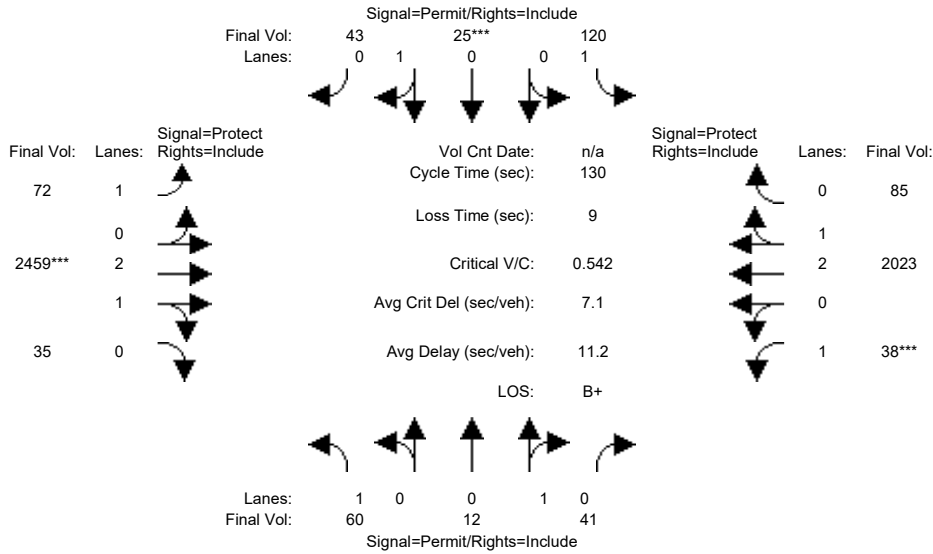 Signal=Permit/Rights=Include
Final Vol: 43 25*** 120
Lanes: 0 1 0 0 1
Signal=Protect Signal=Protect
Final Vol: Lanes: Rights=Include Vol Cnt Date: n/a Rights=Include Lanes: Final Vol:
Cycle Time (sec): 130
72 1 0 85
Loss Time (sec): 9
0 1
2459*** 2 Critical V/C: 0.542 2 2023
1 Avg Crit Del (sec/veh): 7.1 0
35 0 Avg Delay (sec/veh): 11.2 1 38***
LOS: B+
Lanes: 1 0 0 1 0
Final Vol: 60 12 41
Signal=Permit/Rights=Include